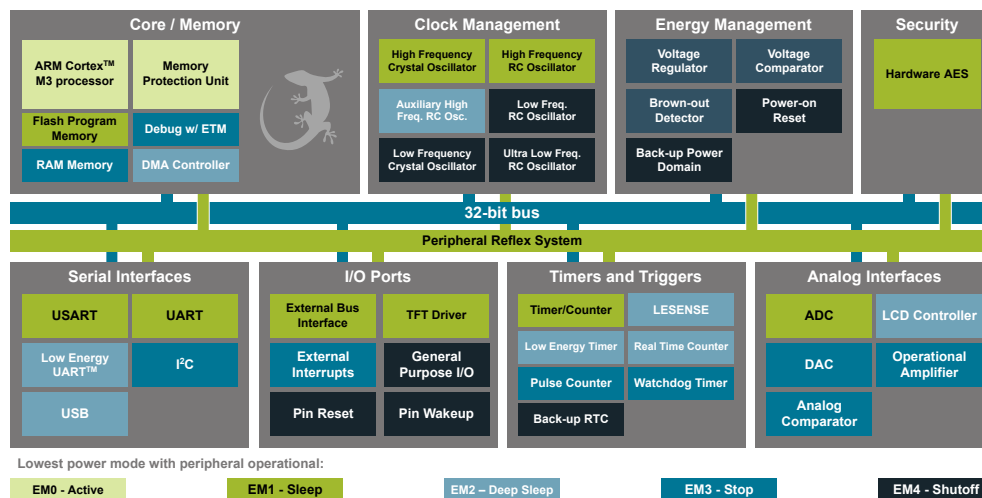 Core / Memory
ARM Cortex™
M3 processor
Memory
Protection Unit
Flash Program
Memory
Debug w/ ETM
RAM Memory
DMA Controller
Clock Management
High Frequency
Crystal Oscillator
High Frequency
RC Oscillator
Auxiliary High
Freq. RC Osc.
Low Freq.
RC Oscillator
Low Frequency
Crystal Oscillator
Ultra Low Freq.
RC Oscillator
Energy Management
Voltage
Regulator
Voltage
Comparator
Brown-out
Detector
Power-on
Reset
Back-up Power
Domain
Security
Hardware AES
32-bit bus
Peripheral Reflex System
Serial Interfaces
USART
UART
Low Energy
UART™
I²C
USB
I/O Ports
External Bus
Interface
TFT Driver
External
Interrupts
General
Purpose I/O
Pin Reset
Pin Wakeup
Timers and Triggers
Timer/Counter
LESENSE
Low Energy Timer
Real Time Counter
Pulse Counter
Watchdog Timer
Back-up RTC
Analog Interfaces
ADC
LCD Controller
DAC
Operational
Amplifier
Analog
Comparator
Lowest power mode with peripheral operational:
EM0 - Active
EM1 - Sleep
EM2 – Deep Sleep
EM3 - Stop
EM4 - Shutoff